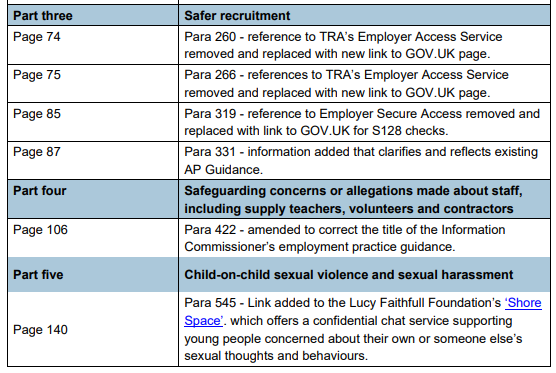 Part three Safer recruitment
Page 74 Para 260 - reference to TRA's Employer Access Service
removed and replaced with new link to GOV.UK page.
Page 75 Para 266 - references to TRA's Employer Access Service
removed and replaced with new link to GOV.UK page.
Page 85 Para 319 - reference to Employer Secure Access removed and
replaced with link to GOV.UK for S128 checks.
Page 87 Para 331 - information added that clarifies and reflects existing
AP Guidance.
Part four Safeguarding concerns or allegations made about staff,
including supply teachers, volunteers and contractors
Page 106 Para 422 - amended to correct the title of the Information
Commissioner's employment practice guidance.
Part five Child-on-child sexual violence and sexual harassment
Page 140 Para 545 - Link added to the Lucy Faithfull Foundation's 'Shore
Space'. which offers a confidential chat service supporting
young people concerned about their own or someone else's
sexual thoughts and behaviours.